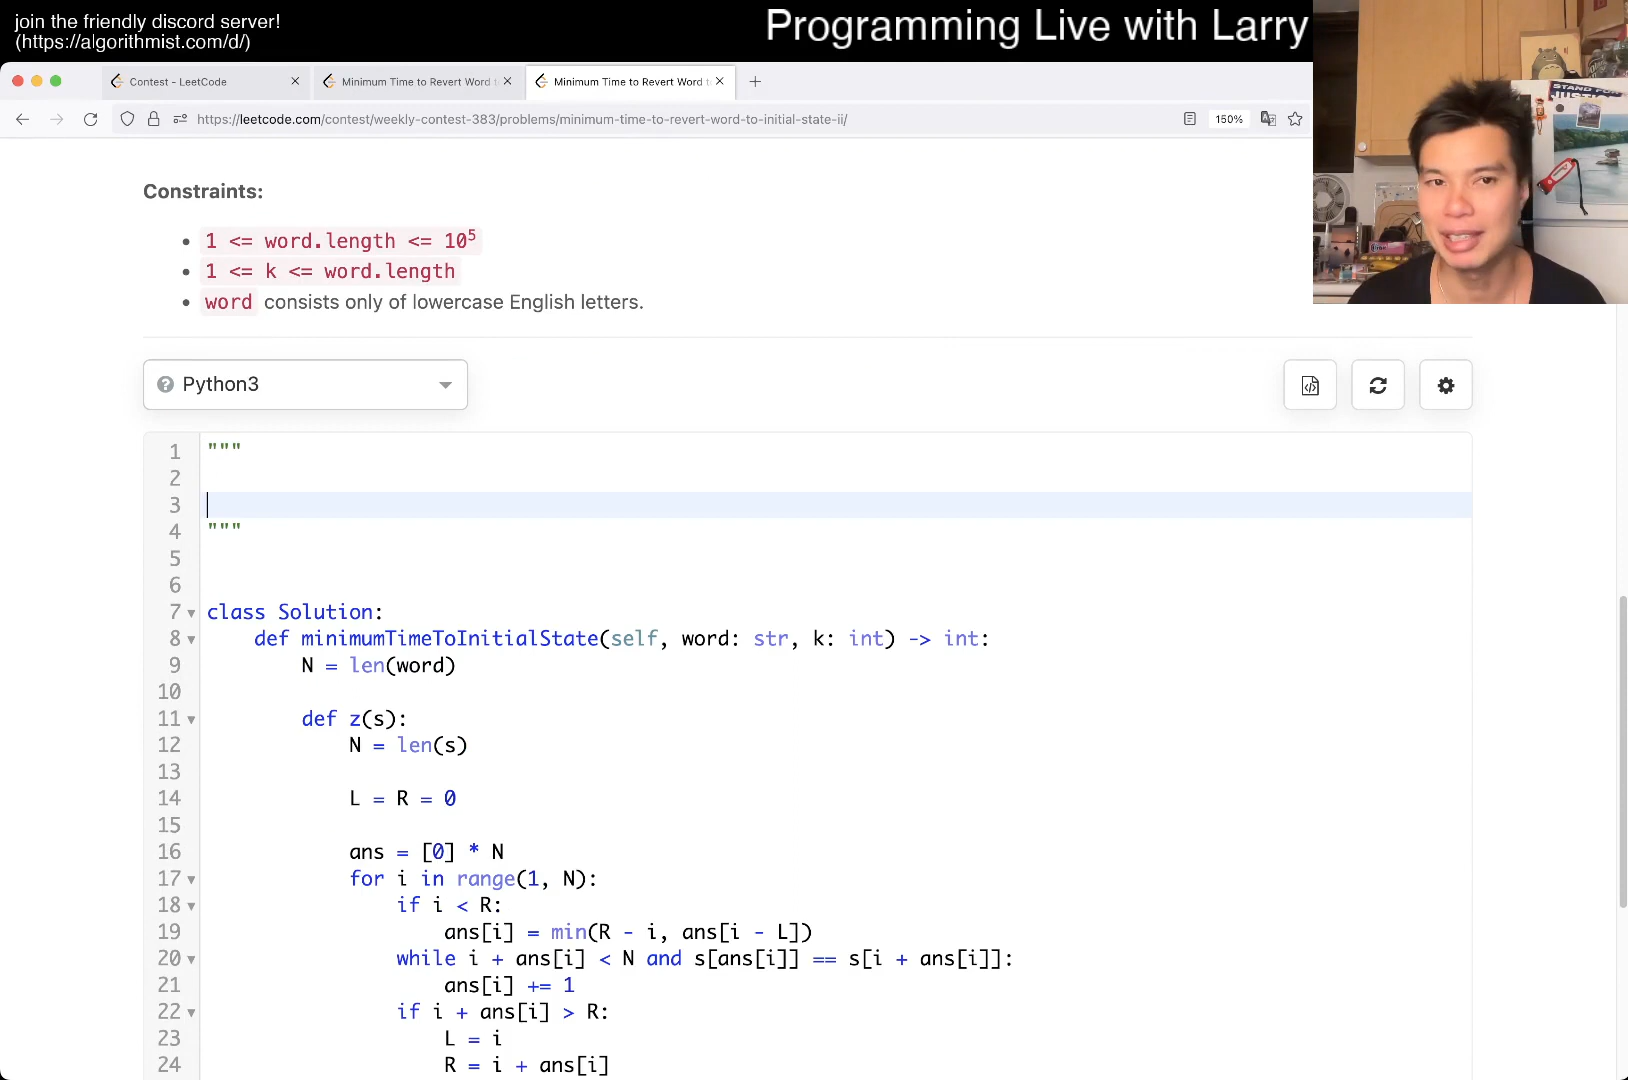 join the friendly discord server!
(https://algorithmist.com/d/)
Programming Live with Larry
Contest - LeetCode
Minimum Time to Revert Word t
Minimum Time to Revert Word t
https://leetcode.com/contest/weekly-contest-383/problems/minimum-time-to-revert-word-to-initial-state-ii/
150%
STAND FOR
JUSTICE
Constraints:
1 <= word.length <= 10⁵
1 <= k <= word.length
word consists only of lowercase English letters.
Python3
1 """
2
3
4 """
5
6
7 class Solution:
8 def minimumTimeToInitialState(self, word: str, k: int) -> int:
9 N = len(word)
10
11 def z(s):
12 N = len(s)
13
14 L = R = 0
15
16 ans = [0] * N
17 for i in range(1, N):
18 if i < R:
19 ans[i] = min(R - i, ans[i - L])
20 while i + ans[i] < N and s[ans[i]] == s[i + ans[i]]:
21 ans[i] += 1
22 if i + ans[i] > R:
23 L = i
24 R = i + ans[i]